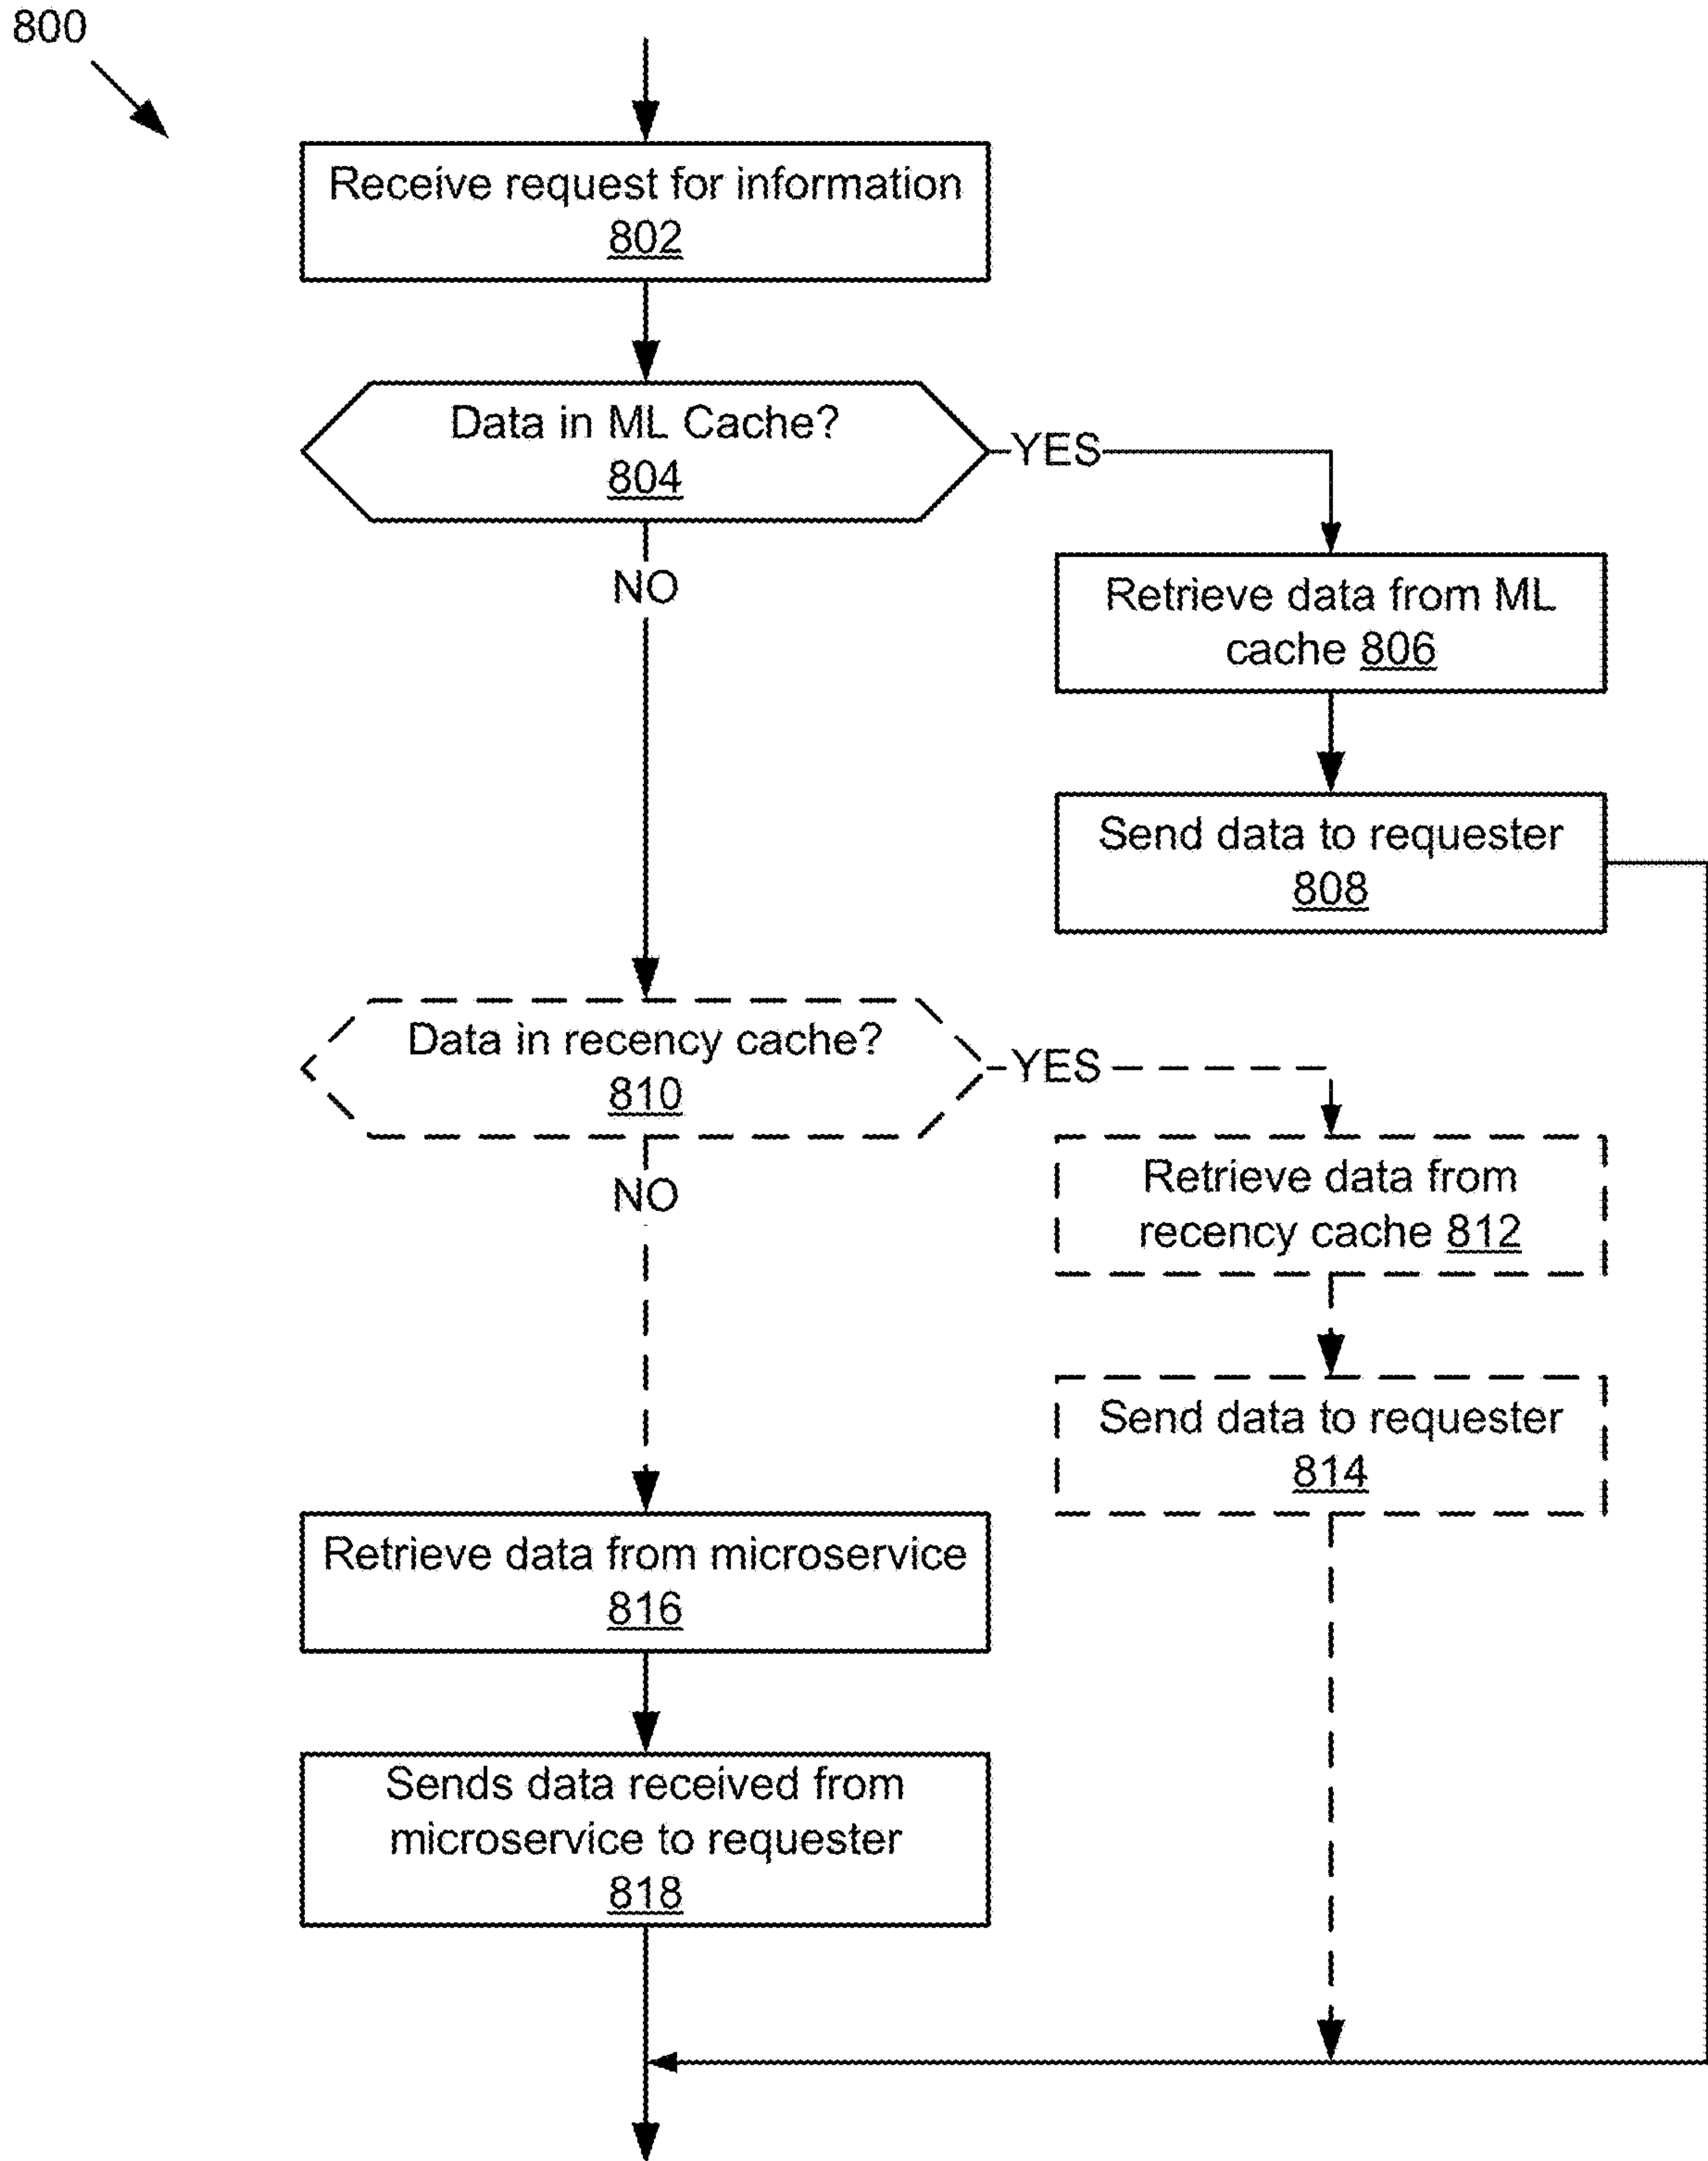 800
Receive request for information
802
Data in ML Cache?
804
YES
NO
Retrieve data from ML
cache 806
Send data to requester
808
Data in recency cache?
810
YES
NO
Retrieve data from
recency cache 812
Send data to requester
814
Retrieve data from microservice
816
Sends data received from
microservice to requester
818